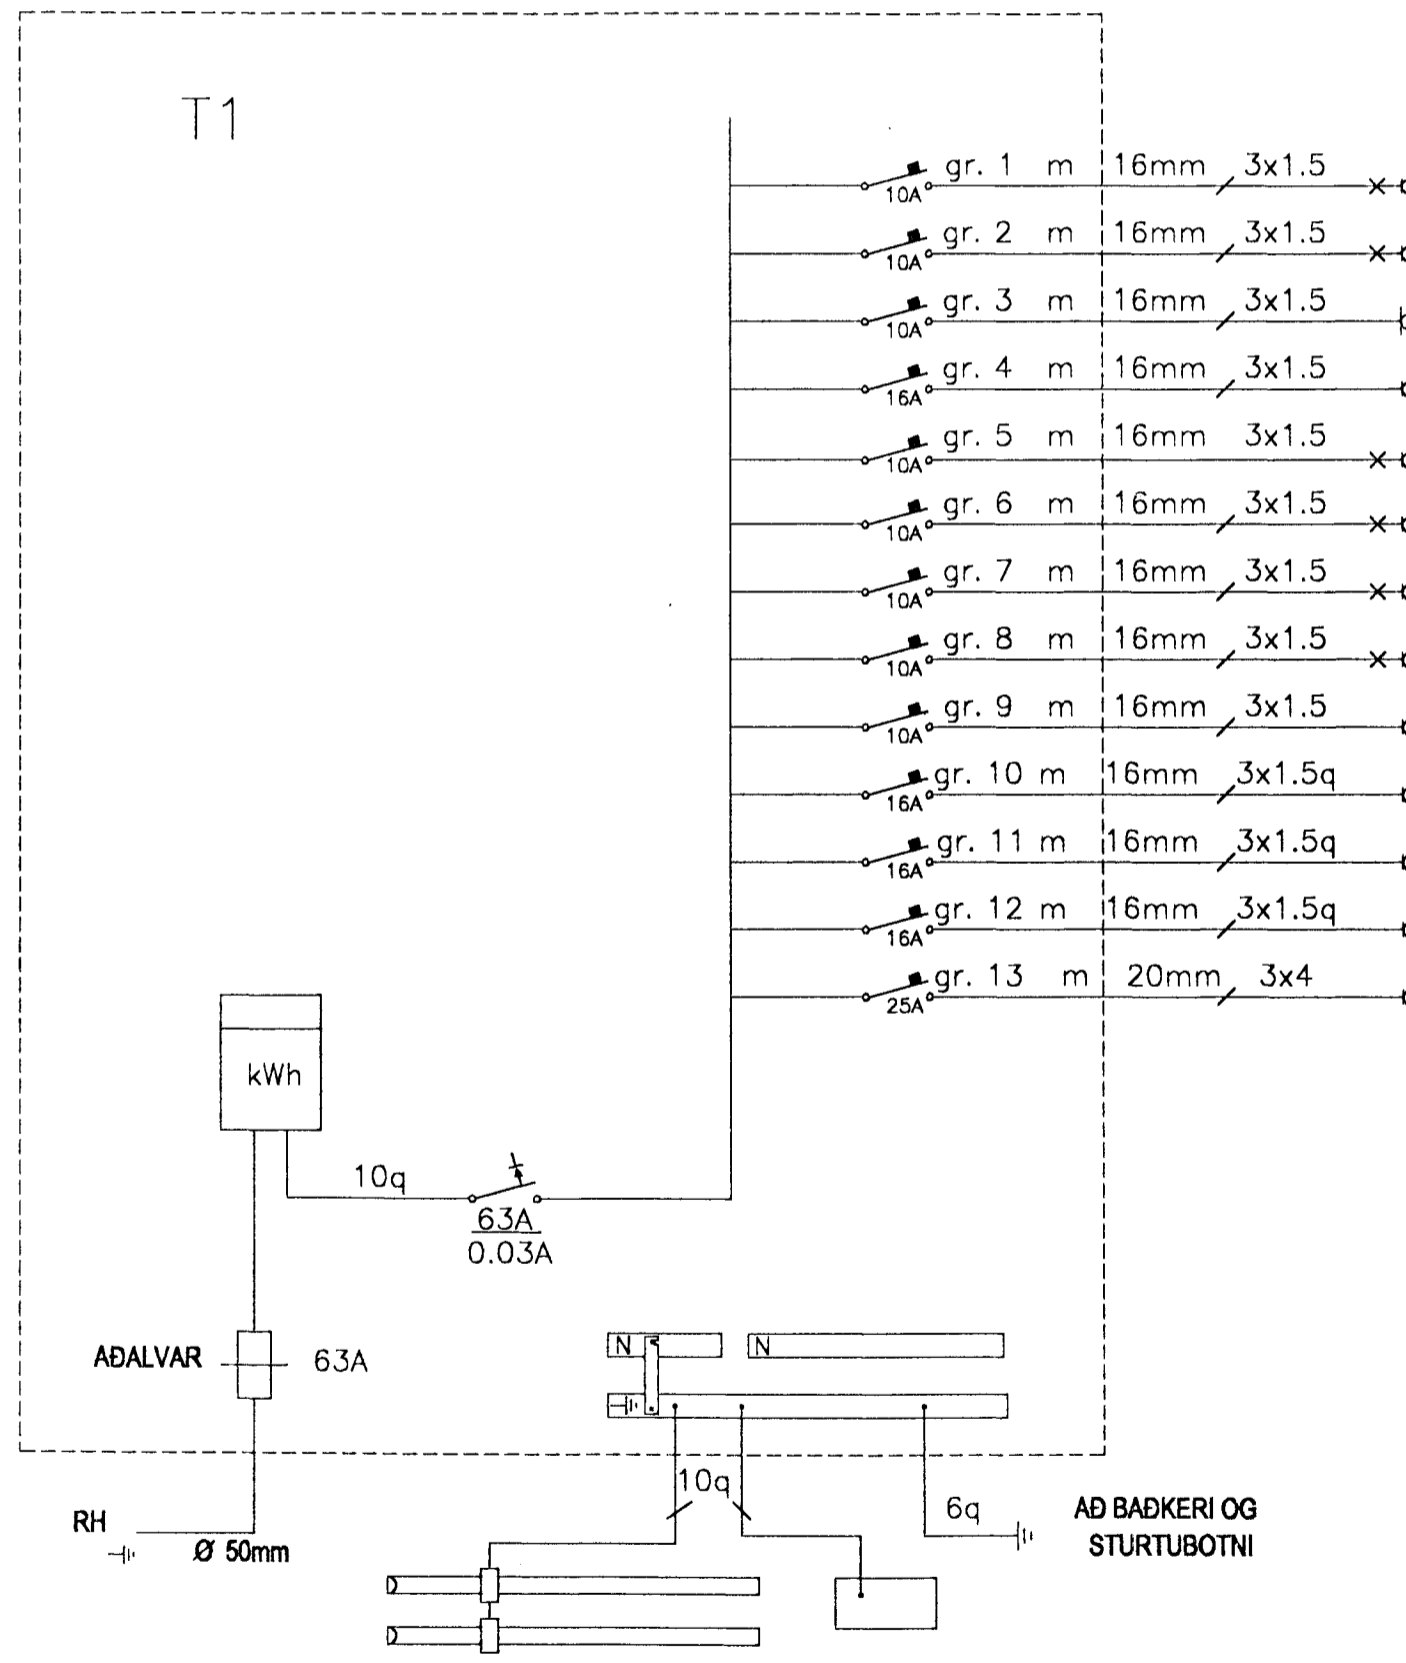 T1
gr. 1 m 16mm 3x1.5
10A
gr. 2 m 16mm 3x1.5
10A
gr. 3 m 16mm 3x1.5
10A
gr. 4 m 16mm 3x1.5
16A
gr. 5 m 16mm 3x1.5
10A
gr. 6 m 16mm 3x1.5
10A
gr. 7 m 16mm 3x1.5
10A
gr. 8 m 16mm 3x1.5
10A
gr. 9 m 16mm 3x1.5
10A
gr. 10 m 16mm 3x1.5q
16A
gr. 11 m 16mm 3x1.5q
16A
gr. 12 m 16mm 3x1.5q
16A
gr. 13 m 20mm 3x4
25A
kWh
10q
63A
0.03A
AÐALVAR 63A
N N
10q
6q
RH
Ø 50mm
AÐ BAÐKERI OG
STURTUBOTNI